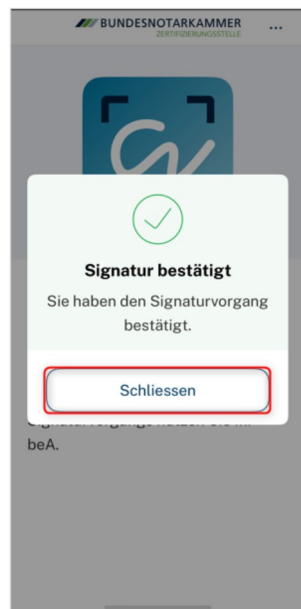 BUNDESNOTARKAMMER
ZERTIFIZIERUNGSSTELLE
Signatur bestätigt
Sie haben den Signaturvorgang
bestätigt.
Schliessen
beA.